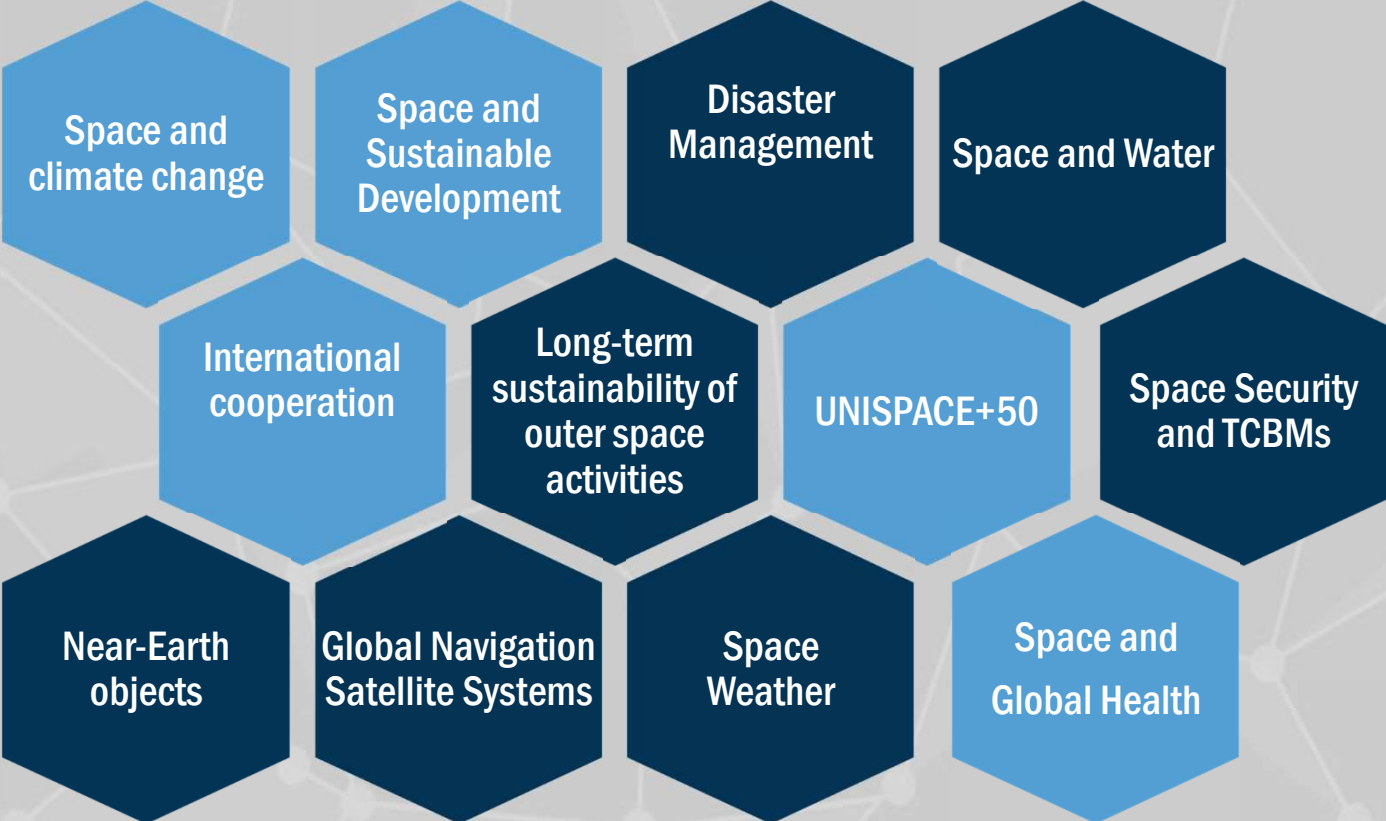 Space and
climate change
Space and
Sustainable
Development
Disaster
Management
Space and Water
International
cooperation
Long-term
sustainability of
outer space
activities
UNISPACE+50
Space Security
and TCBMs
Near-Earth
objects
Global Navigation
Satellite Systems
Space
Weather
Space and
Global Health